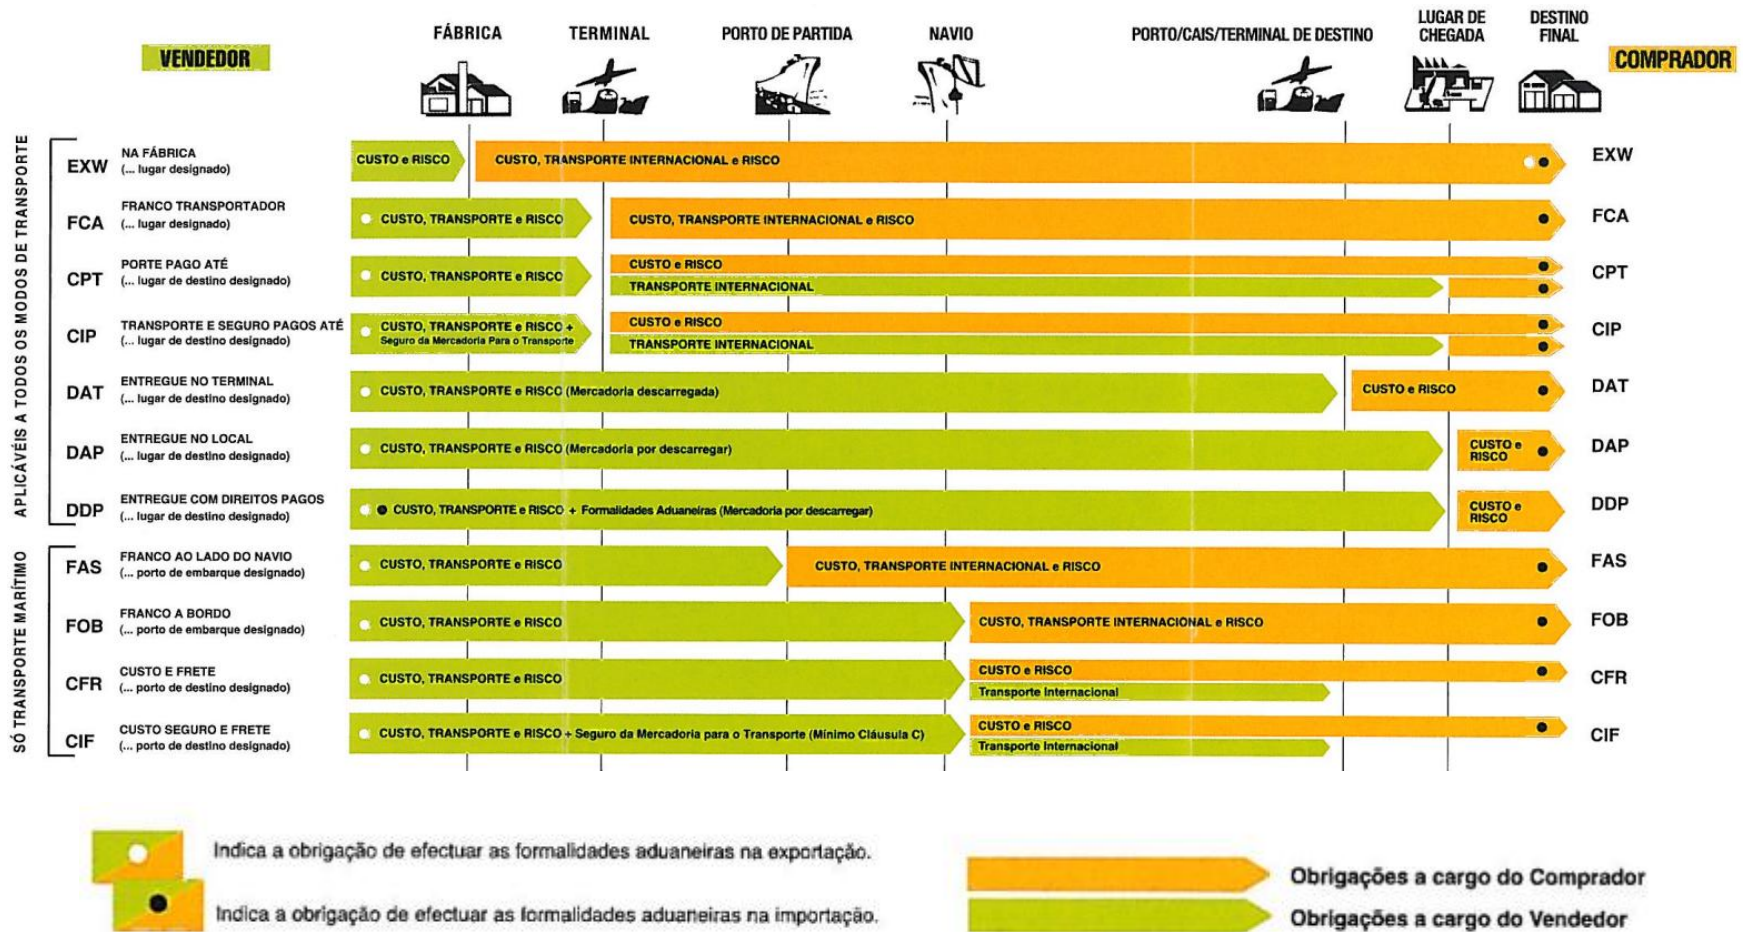 VENDEDOR
FÁBRICA
TERMINAL
PORTO DE PARTIDA
NAVIO
PORTO/CAIS/TERMINAL DE DESTINO
LUGAR DE
CHEGADA
DESTINO
FINAL
COMPRADOR
APLICÁVÉIS A TODOS OS MODOS DE TRANSPORTE
EXW
NA FÁBRICA
(... lugar designado)
CUSTO e RISCO
CUSTO, TRANSPORTE INTERNACIONAL e RISCO
EXW
FCA
FRANCO TRANSPORTADOR
(... lugar designado)
CUSTO, TRANSPORTE e RISCO
CUSTO, TRANSPORTE INTERNACIONAL e RISCO
FCA
CPT
PORTE PAGO ATÉ
(... lugar de destino designado)
CUSTO, TRANSPORTE e RISCO
CUSTO e RISCO
TRANSPORTE INTERNACIONAL
CPT
CIP
TRANSPORTE E SEGURO PAGOS ATÉ
(... lugar de destino designado)
CUSTO, TRANSPORTE e RISCO +
Seguro da Mercadoria Para o Transporte
CUSTO e RISCO
TRANSPORTE INTERNACIONAL
CIP
DAT
ENTREGUE NO TERMINAL
(... lugar de destino designado)
CUSTO, TRANSPORTE e RISCO (Mercadoria descarregada)
CUSTO e RISCO
DAT
DAP
ENTREGUE NO LOCAL
(... lugar de destino designado)
CUSTO, TRANSPORTE e RISCO (Mercadoria por descarregar)
CUSTO e
RISCO
DAP
DDP
ENTREGUE COM DIREITOS PAGOS
(... lugar de destino designado)
CUSTO, TRANSPORTE e RISCO + Formalidades Aduaneiras (Mercadoria por descarregar)
CUSTO e
RISCO
DDP
SÓ TRANSPORTE MARÍTIMO
FAS
FRANCO AO LADO DO NAVIO
(... porto de embarque designado)
CUSTO, TRANSPORTE e RISCO
CUSTO, TRANSPORTE INTERNACIONAL e RISCO
FAS
FOB
FRANCO A BORDO
(... porto de embarque designado)
CUSTO, TRANSPORTE e RISCO
CUSTO, TRANSPORTE INTERNACIONAL e RISCO
FOB
CFR
CUSTO E FRETE
(... porto de destino designado)
CUSTO, TRANSPORTE e RISCO
CUSTO e RISCO
Transporte Internacional
CFR
CIF
CUSTO SEGURO E FRETE
(... porto de destino designado)
CUSTO, TRANSPORTE e RISCO + Seguro da Mercadoria para o Transporte (Mínimo Cláusula C)
CUSTO e RISCO
Transporte Internacional
CIF
Indica a obrigação de efectuar as formalidades aduaneiras na exportação.
Indica a obrigação de efectuar as formalidades aduaneiras na importação.
Obrigações a cargo do Comprador
Obrigações a cargo do Vendedor